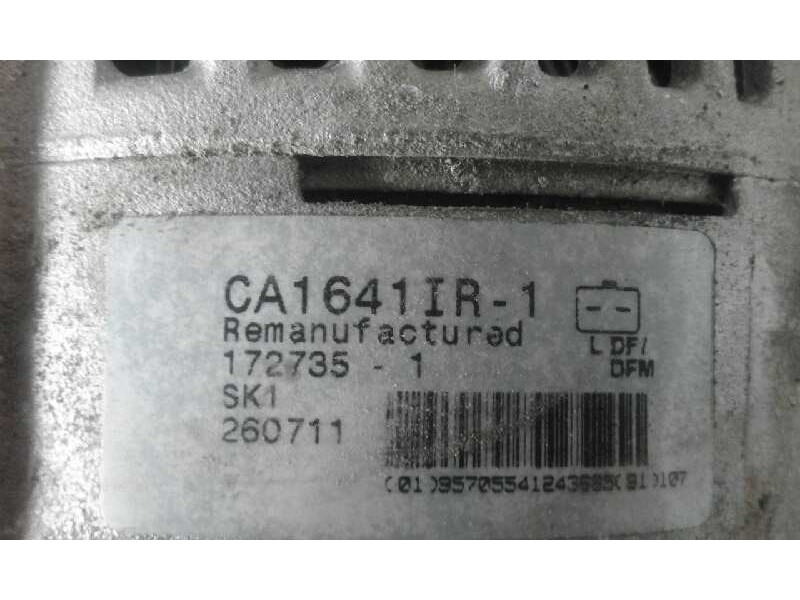 CA1641IR-1
Remanufactured
L DF/
DFM
172735 - 1
SK1
260711